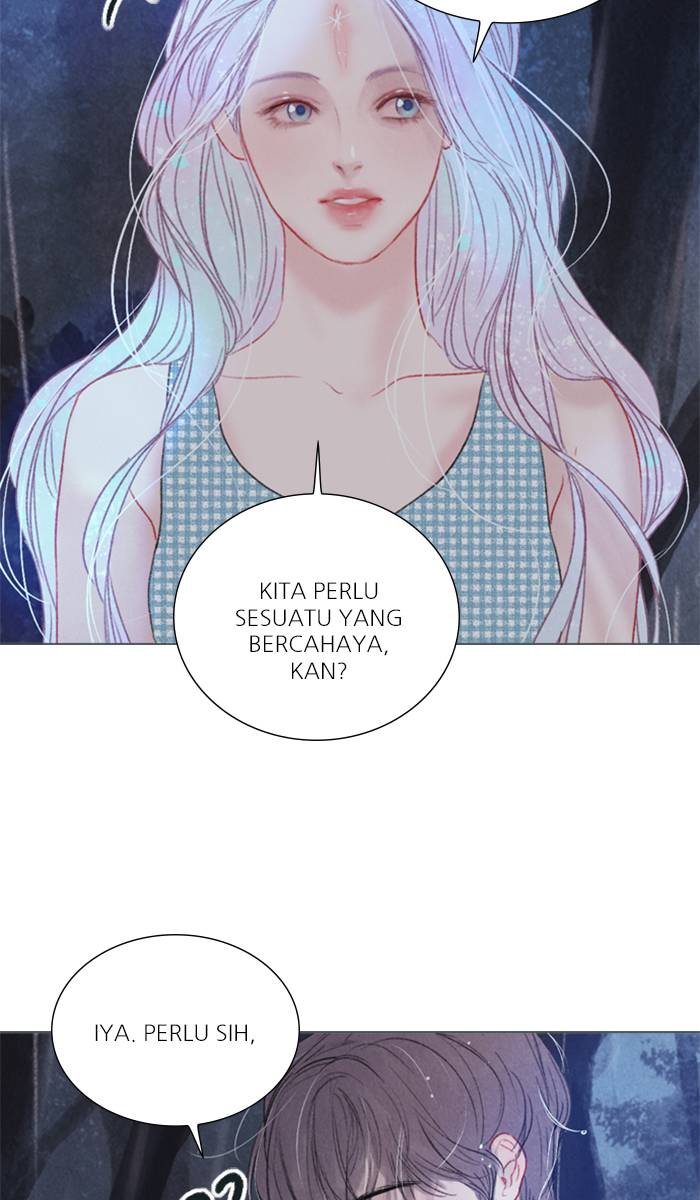 KITA PERLU
SESUATU YANG
BERCAHAYA,
KAN?
IYA. PERLU SIH,